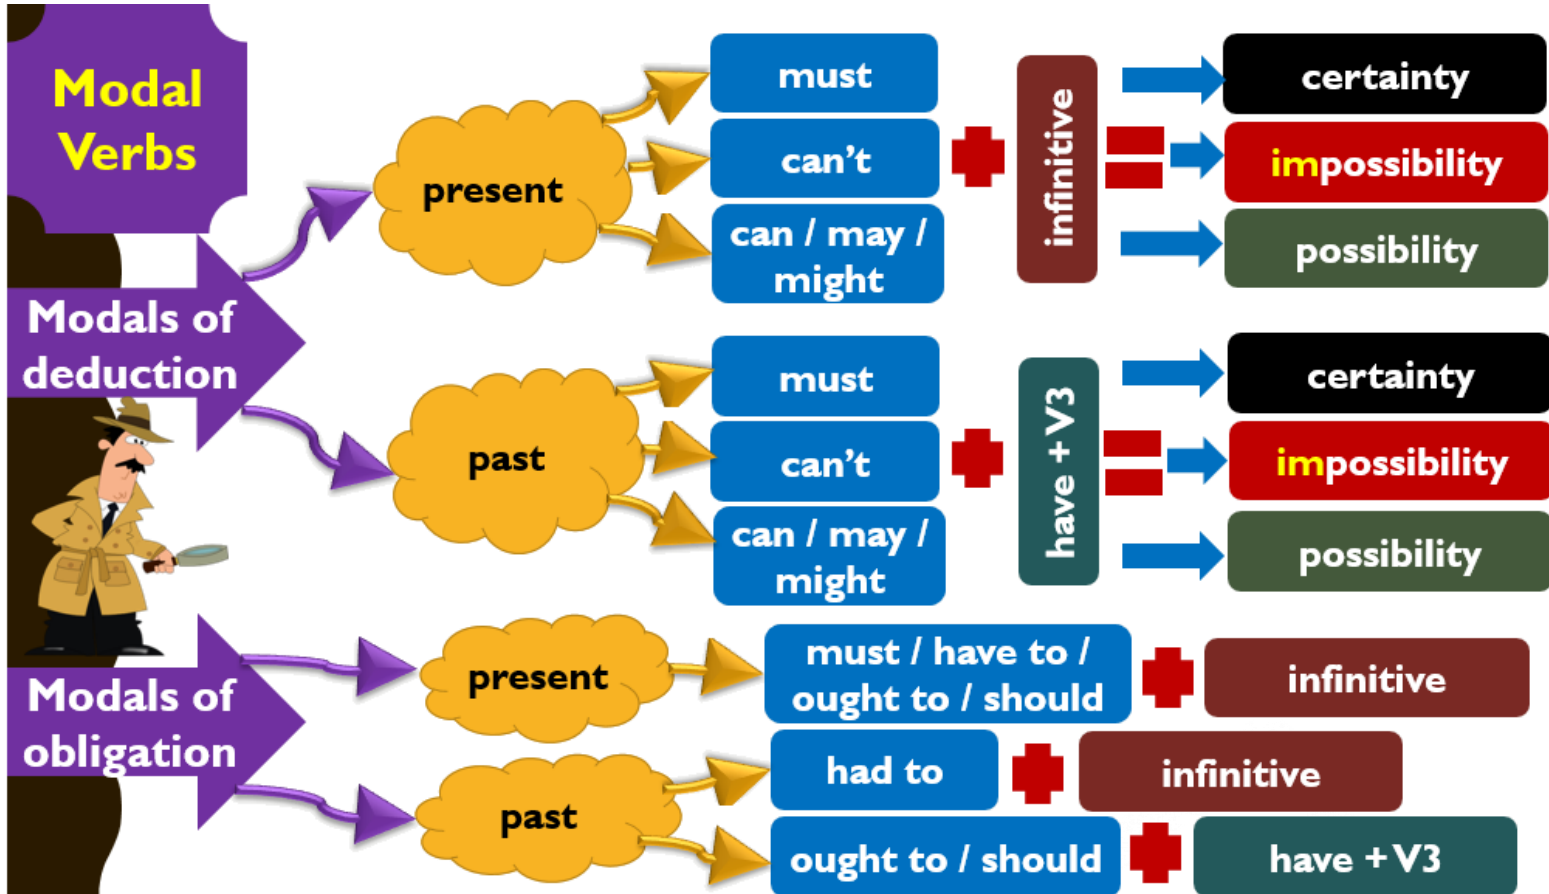 Modal
Verbs
Modals of
deduction
present
must
can't
can / may /
might
infinitive
certainty
impossibility
possibility
past
must
can't
can / may /
might
have + V3
certainty
impossibility
possibility
Modals of
obligation
present
must / have to /
ought to / should
infinitive
past
had to
infinitive
ought to / should
have + V3